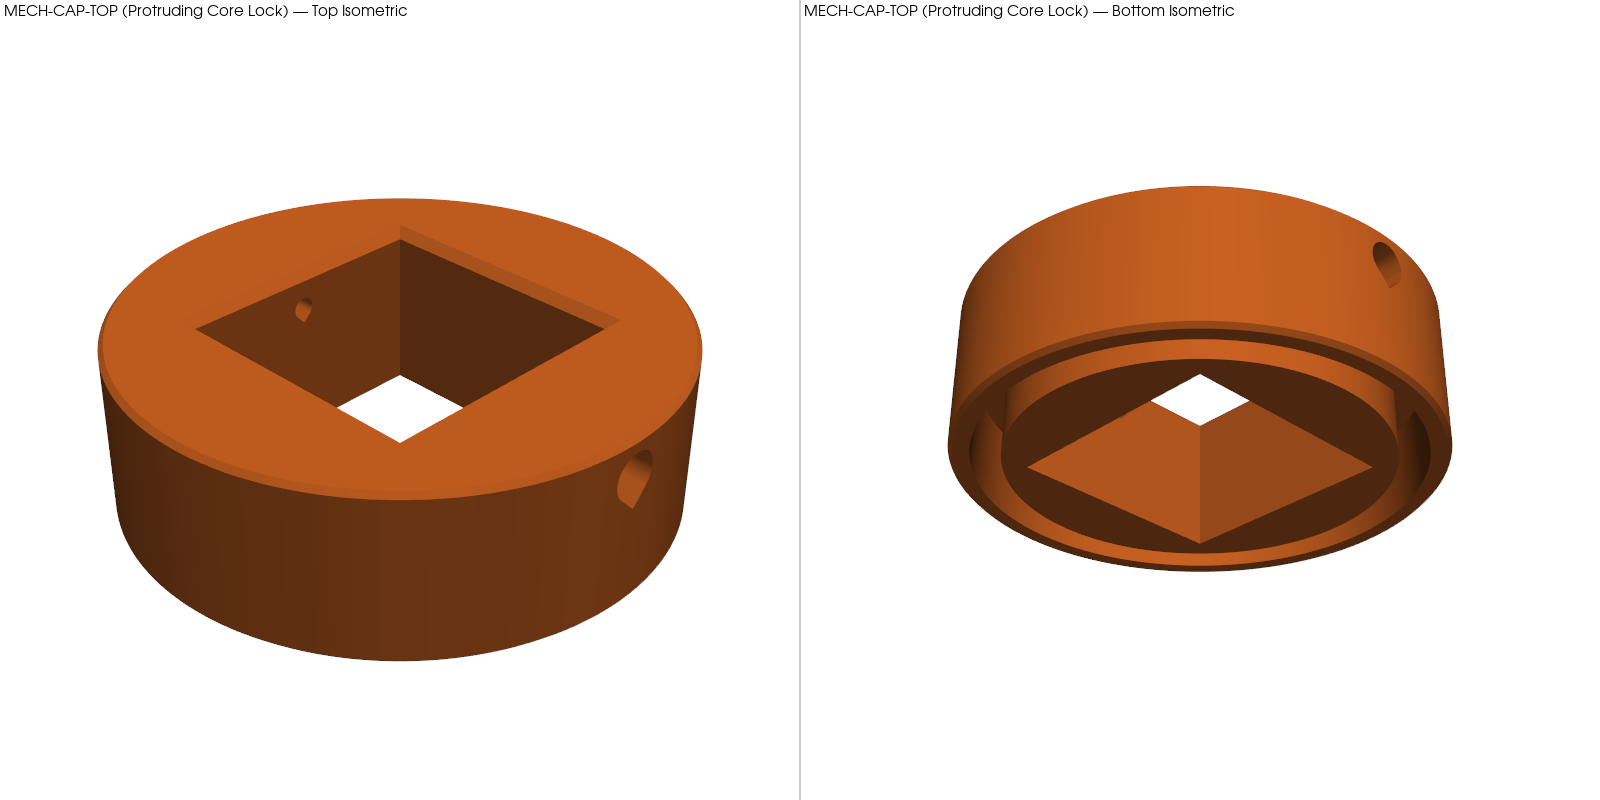 MECH-CAP-TOP (Protruding Core Lock) — Top Isometric
MECH-CAP-TOP (Protruding Core Lock) — Bottom Isometric